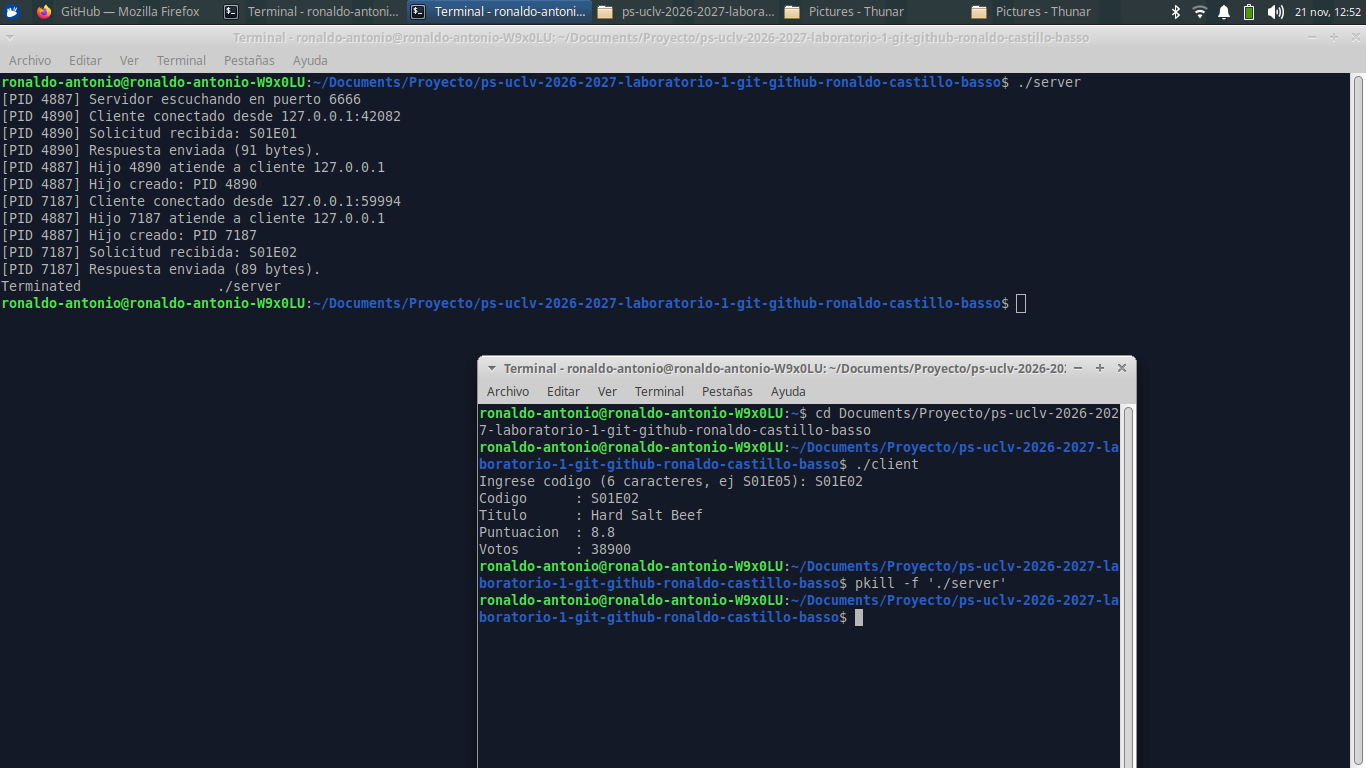 GitHub — Mozilla Firefox
Terminal - ronaldo-antoni...
Terminal - ronaldo-antoni...
ps-uclv-2026-2027-labora...
Pictures - Thunar
Pictures - Thunar
21 nov, 12:52
Terminal - ronaldo-antonio@ronaldo-antonio-W9x0LU: ~/Documents/Proyecto/ps-uclv-2026-2027-laboratorio-1-git-github-ronaldo-castillo-basso
Archivo Editar Ver Terminal Pestañas Ayuda
ronaldo-antonio@ronaldo-antonio-W9x0LU:~/Documents/Proyecto/ps-uclv-2026-2027-laboratorio-1-git-github-ronaldo-castillo-basso$ ./server
[PID 4887] Servidor escuchando en puerto 6666
[PID 4890] Cliente conectado desde 127.0.0.1:42082
[PID 4890] Solicitud recibida: S01E01
[PID 4890] Respuesta enviada (91 bytes).
[PID 4887] Hijo 4890 atiende a cliente 127.0.0.1
[PID 4887] Hijo creado: PID 4890
[PID 7187] Cliente conectado desde 127.0.0.1:59994
[PID 4887] Hijo 7187 atiende a cliente 127.0.0.1
[PID 4887] Hijo creado: PID 7187
[PID 7187] Solicitud recibida: S01E02
[PID 7187] Respuesta enviada (89 bytes).
Terminated                 ./server
ronaldo-antonio@ronaldo-antonio-W9x0LU:~/Documents/Proyecto/ps-uclv-2026-2027-laboratorio-1-git-github-ronaldo-castillo-basso$
Terminal - ronaldo-antonio@ronaldo-antonio-W9x0LU: ~/Documents/Proyecto/ps-uclv-2026-202
Archivo Editar Ver Terminal Pestañas Ayuda
ronaldo-antonio@ronaldo-antonio-W9x0LU:~$ cd Documents/Proyecto/ps-uclv-2026-202
7-laboratorio-1-git-github-ronaldo-castillo-basso
ronaldo-antonio@ronaldo-antonio-W9x0LU:~/Documents/Proyecto/ps-uclv-2026-2027-la
boratorio-1-git-github-ronaldo-castillo-basso$ ./client
Ingrese codigo (6 caracteres, ej S01E05): S01E02
Codigo      : S01E02
Titulo      : Hard Salt Beef
Puntuacion  : 8.8
Votos       : 38900
ronaldo-antonio@ronaldo-antonio-W9x0LU:~/Documents/Proyecto/ps-uclv-2026-2027-la
boratorio-1-git-github-ronaldo-castillo-basso$ pkill -f './server'
ronaldo-antonio@ronaldo-antonio-W9x0LU:~/Documents/Proyecto/ps-uclv-2026-2027-la
boratorio-1-git-github-ronaldo-castillo-basso$